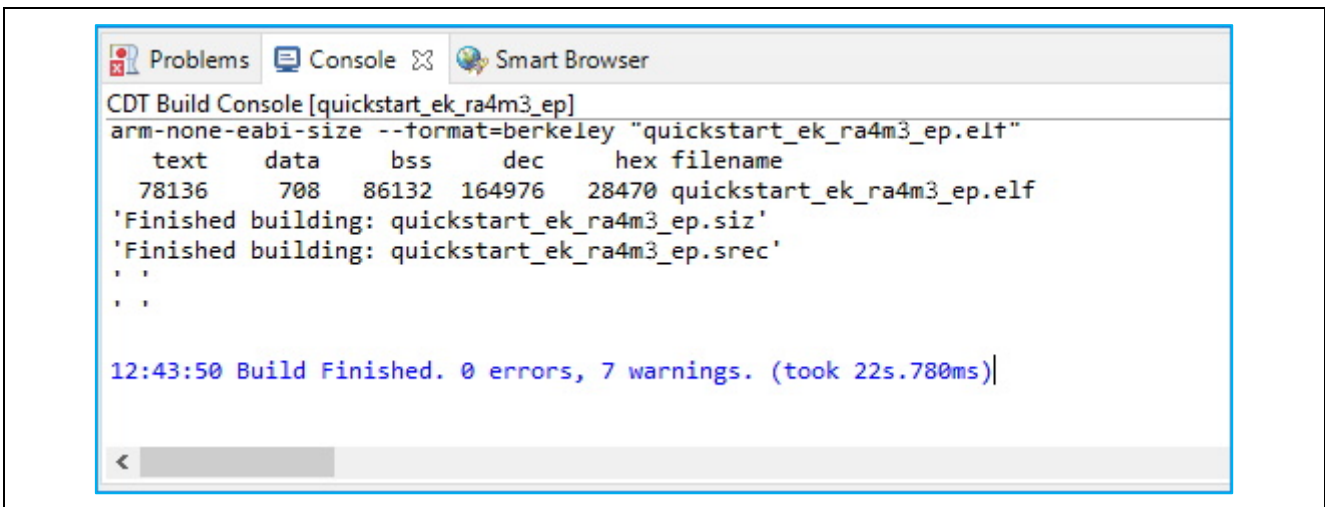 Problems Console Smart Browser
CDT Build Console [quickstart_ek_ra4m3_ep]
arm-none-eabi-size --format=berkeley "quickstart_ek_ra4m3_ep.elf"
text data bss dec hex filename
78136 708 86132 164976 28470 quickstart_ek_ra4m3_ep.elf
'Finished building: quickstart_ek_ra4m3_ep.siz'
'Finished building: quickstart_ek_ra4m3_ep.srec'
' '
' '
12:43:50 Build Finished. 0 errors, 7 warnings. (took 22s.780ms)